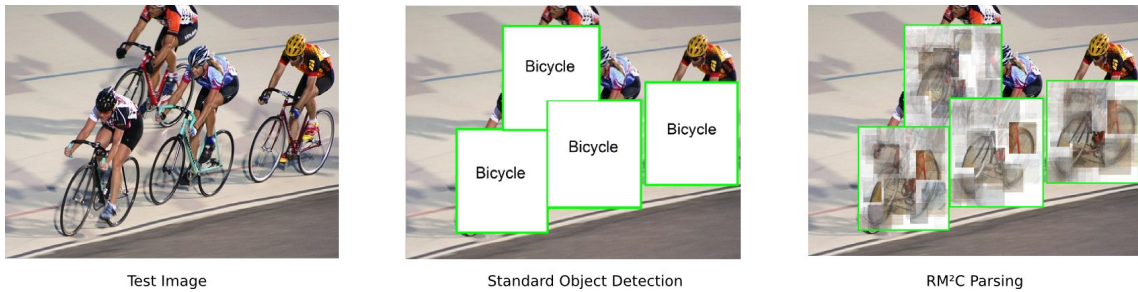 Bicycle
Bicycle
Bicycle
Bicycle
Test Image
Standard Object Detection
RM²C Parsing